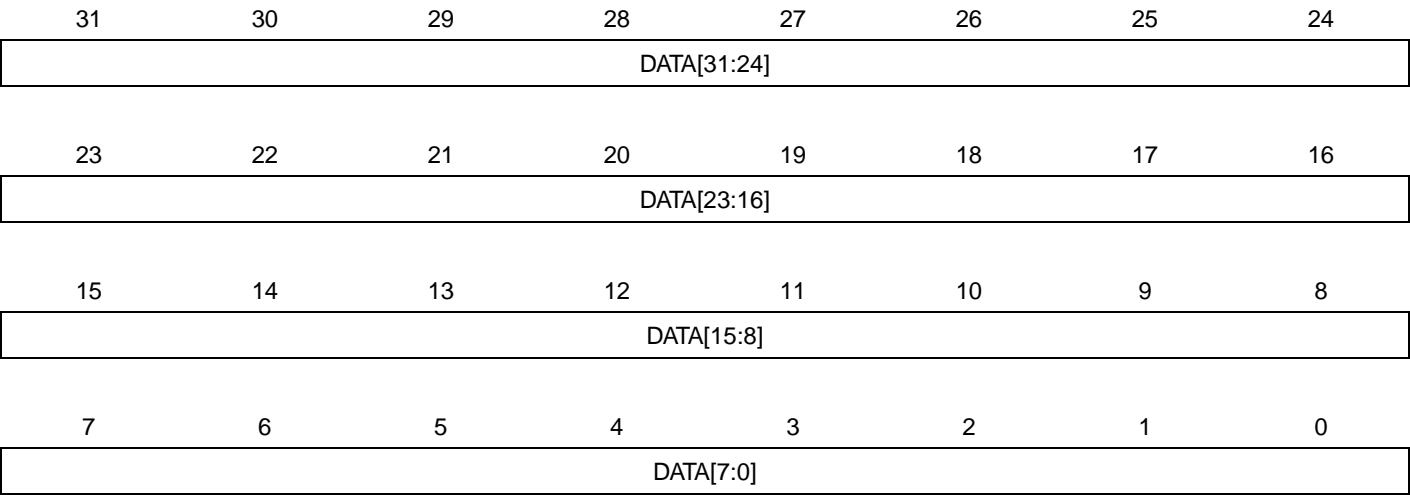 31 30 29 28 27 26 25 24
DATA[31:24]
23 22 21 20 19 18 17 16
DATA[23:16]
15 14 13 12 11 10 9 8
DATA[15:8]
7 6 5 4 3 2 1 0
DATA[7:0]